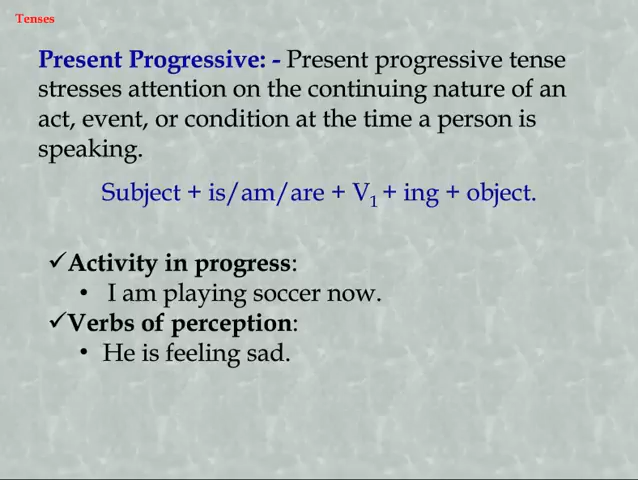 Tenses
Present Progressive: - Present progressive tense
stresses attention on the continuing nature of an
act, event, or condition at the time a person is
speaking.
Subject + is/am/are + V₁ + ing + object.
✓Activity in progress:
• I am playing soccer now.
✓Verbs of perception:
• He is feeling sad.